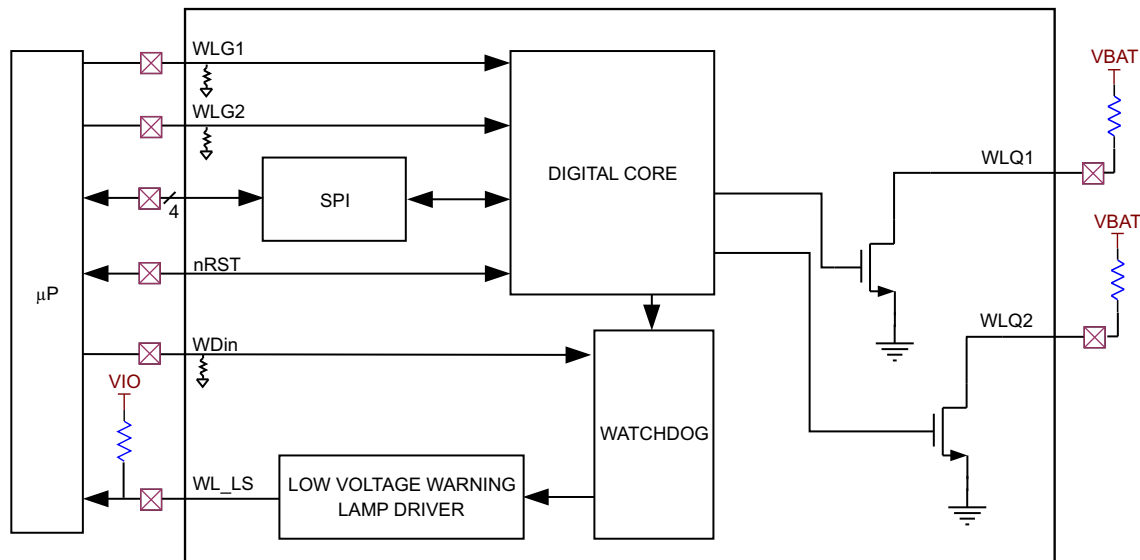 WLG1
VBAT
WLG2
WLQ1
DIGITAL CORE
SPI
4
VBAT
nRST
μP
WLQ2
WDin
VIO
WATCHDOG
WL_LS
LOW VOLTAGE WARNING
LAMP DRIVER